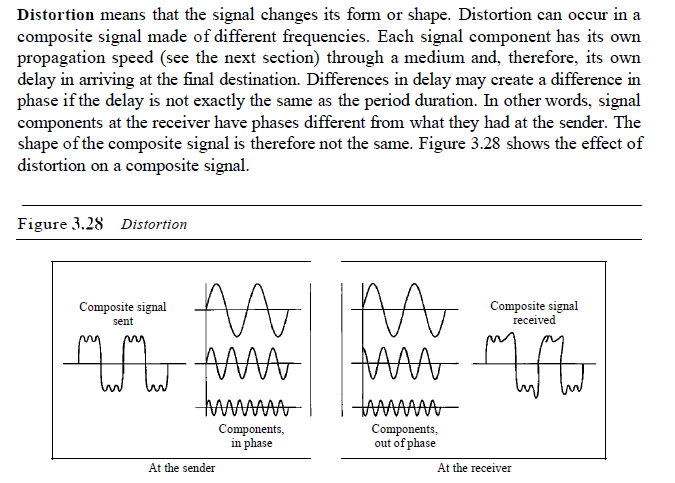 Distortion means that the signal changes its form or shape. Distortion can occur in a
composite signal made of different frequencies. Each signal component has its own
propagation speed (see the next section) through a medium and, therefore, its own
delay in arriving at the final destination. Differences in delay may create a difference in
phase if the delay is not exactly the same as the period duration. In other words, signal
components at the receiver have phases different from what they had at the sender. The
shape of the composite signal is therefore not the same. Figure 3.28 shows the effect of
distortion on a composite signal.
Figure 3.28 Distortion
Composite signal
sent
Components,
in phase
At the sender
Components,
out of phase
Composite signal
received
At the receiver